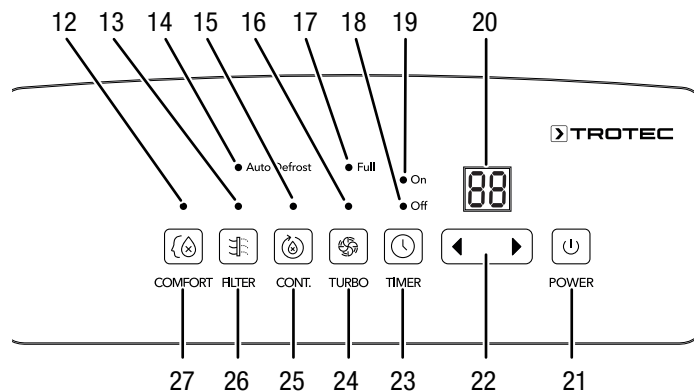 12 13 14 15 16 17 18 19 20
TROTEC
Auto Defrost Full
On
88
Off
COMFORT FILTER CONT. TURBO TIMER POWER
27 26 25 24 23 22 21